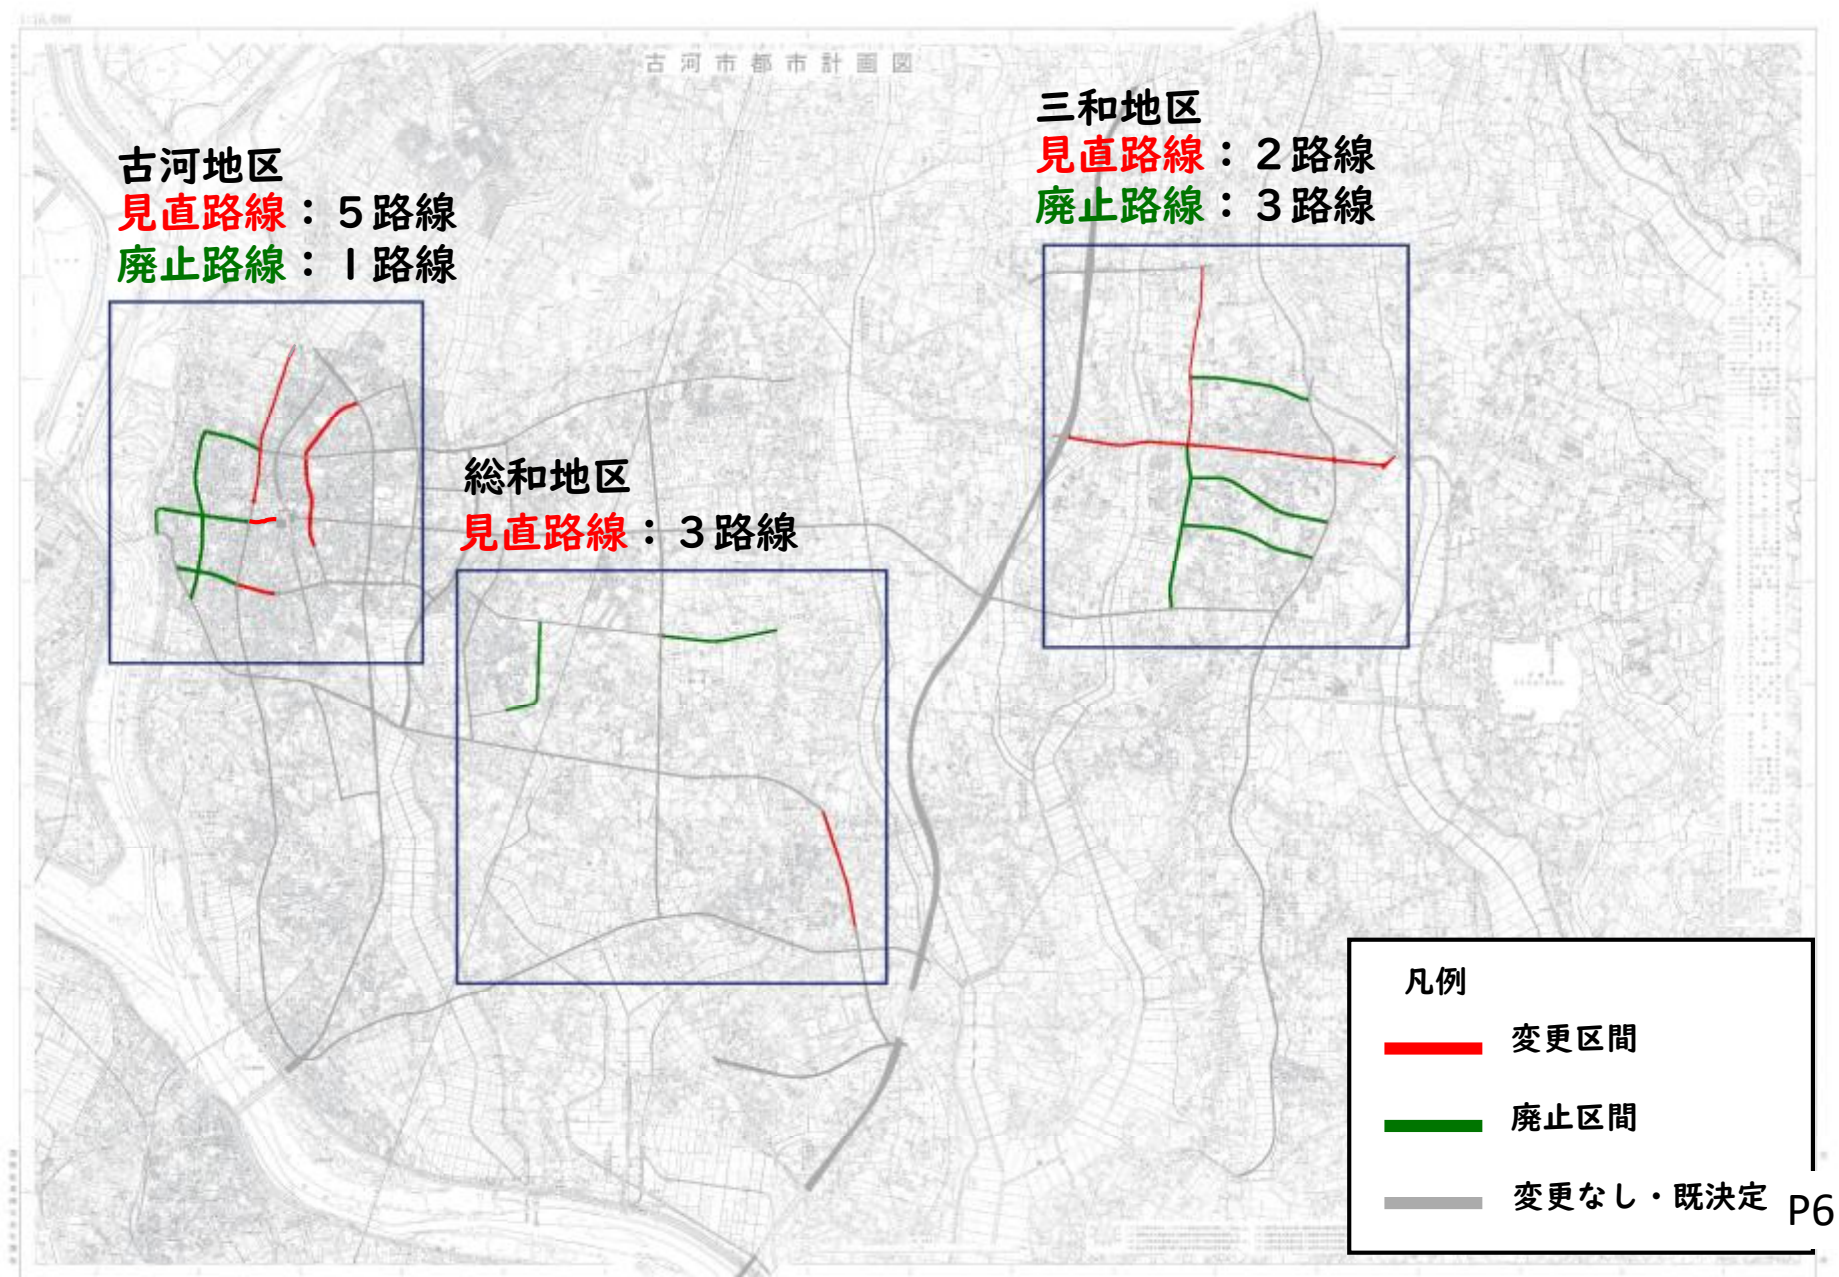 1:10,000
古河市都市計画図
古河地区
見直路線：５路線
廃止路線：１路線
三和地区
見直路線：２路線
廃止路線：３路線
総和地区
見直路線：３路線
凡例
変更区間
廃止区間
変更なし・既決定
P6